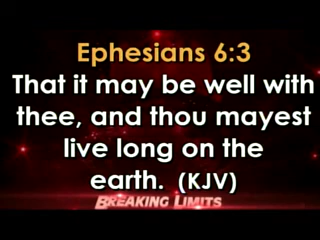 Ephesians 6:3
That it may be well with
thee, and thou mayest
live long on the
earth. (KJV)
BREAKING LIMITS